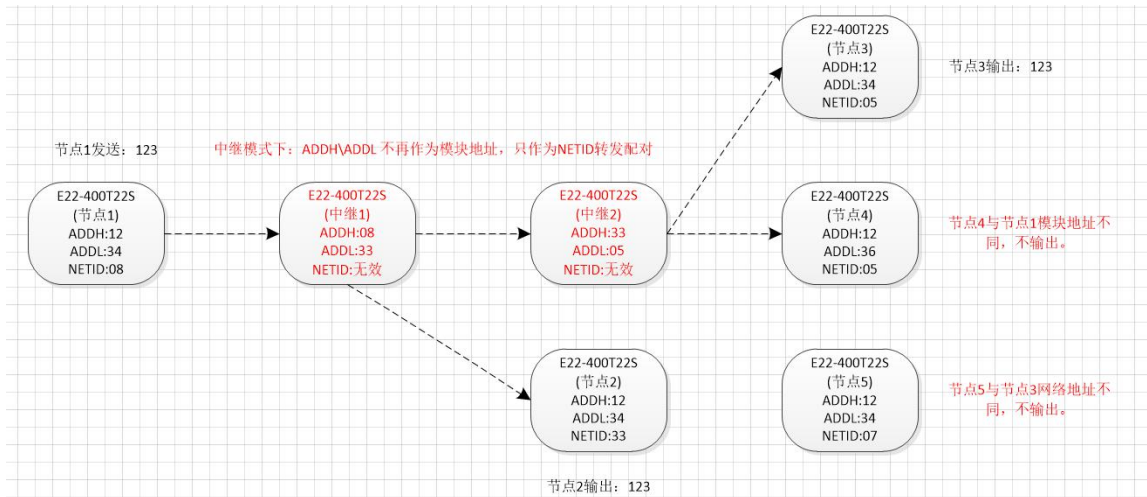 E22-400T22S
(节点3)
ADDH:12
ADDL:34
NETID:05
节点3输出：123
节点1发送：123
中继模式下：ADDH\ADDL 不再作为模块地址，只作为NETID转发配对
E22-400T22S
(节点1)
ADDH:12
ADDL:34
NETID:08
E22-400T22S
(中继1)
ADDH:08
ADDL:33
NETID:无效
E22-400T22S
(中继2)
ADDH:33
ADDL:05
NETID:无效
E22-400T22S
(节点4)
ADDH:12
ADDL:36
NETID:05
节点4与节点1模块地址不
同，不输出。
E22-400T22S
(节点2)
ADDH:12
ADDL:34
NETID:33
E22-400T22S
(节点5)
ADDH:12
ADDL:34
NETID:07
节点5与节点3网络地址不
同，不输出。
节点2输出：123